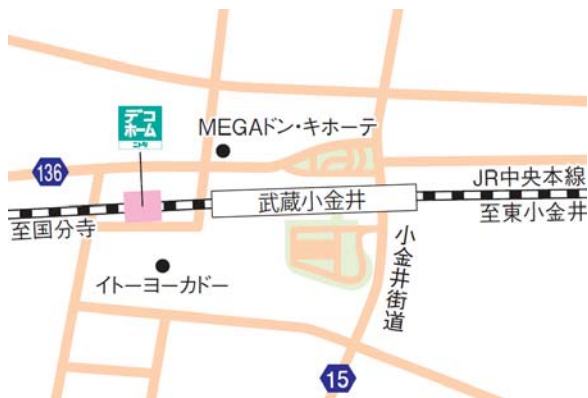 デコ
ホーム
ニトリ
MEGAドン・キホーテ
136
JR中央本線
武蔵小金井
至国分寺
至東小金井
イトーヨーカドー
小金井街道
15